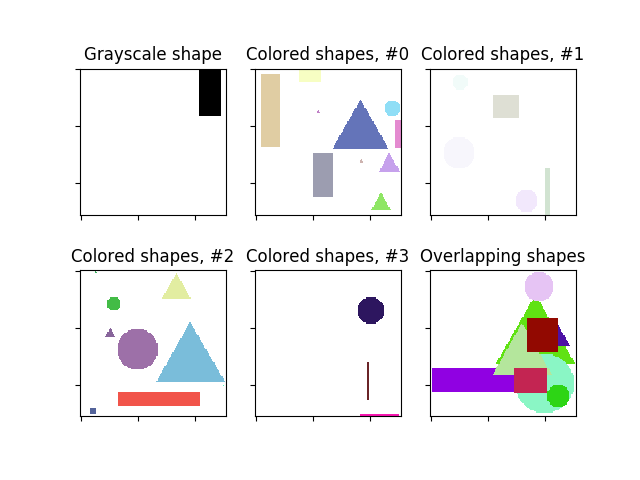 Grayscale shape
Colored shapes, #0
Colored shapes, #1
Colored shapes, #2
Colored shapes, #3
Overlapping shapes